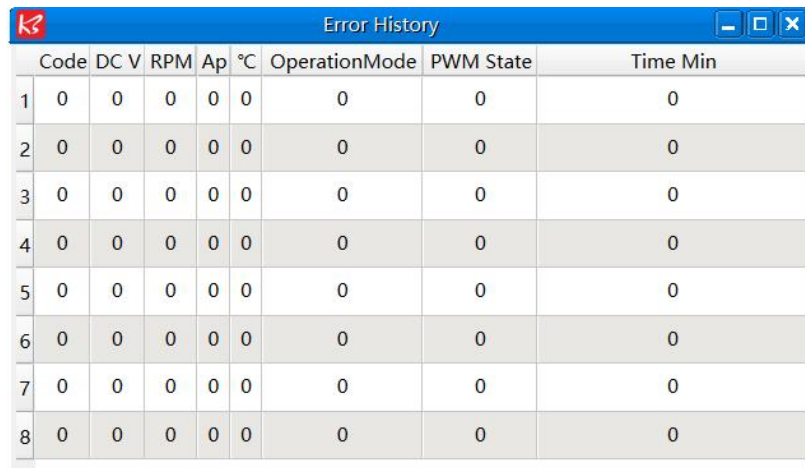 KS Error History
Code DC V RPM Ap ℃ OperationMode PWM State Time Min
1 0 0 0 0 0 0 0 0
2 0 0 0 0 0 0 0 0
3 0 0 0 0 0 0 0 0
4 0 0 0 0 0 0 0 0
5 0 0 0 0 0 0 0 0
6 0 0 0 0 0 0 0 0
7 0 0 0 0 0 0 0 0
8 0 0 0 0 0 0 0 0